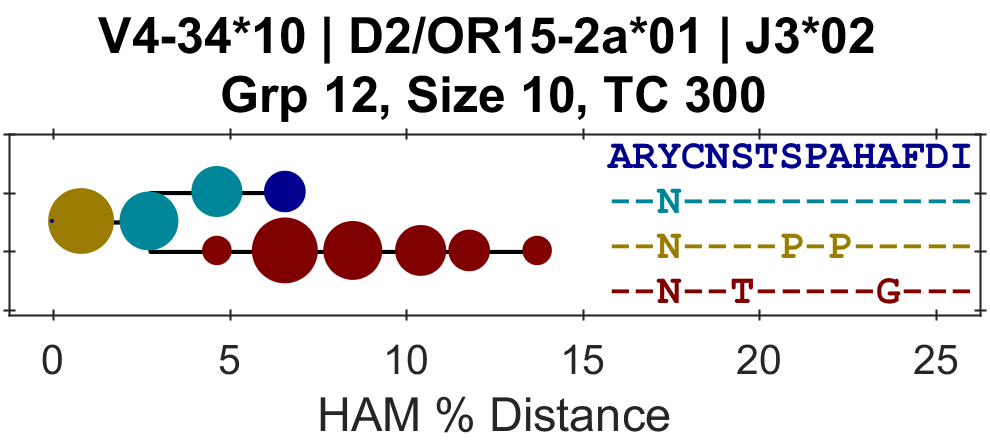 V4-34*10 | D2/OR15-2a*01 | J3*02
Grp 12, Size 10, TC 300
ARYCNSTSPAHAFDI
--N------------
--N----P-P-----
--N--T-----G---
0 5 10 15 20 25
HAM % Distance